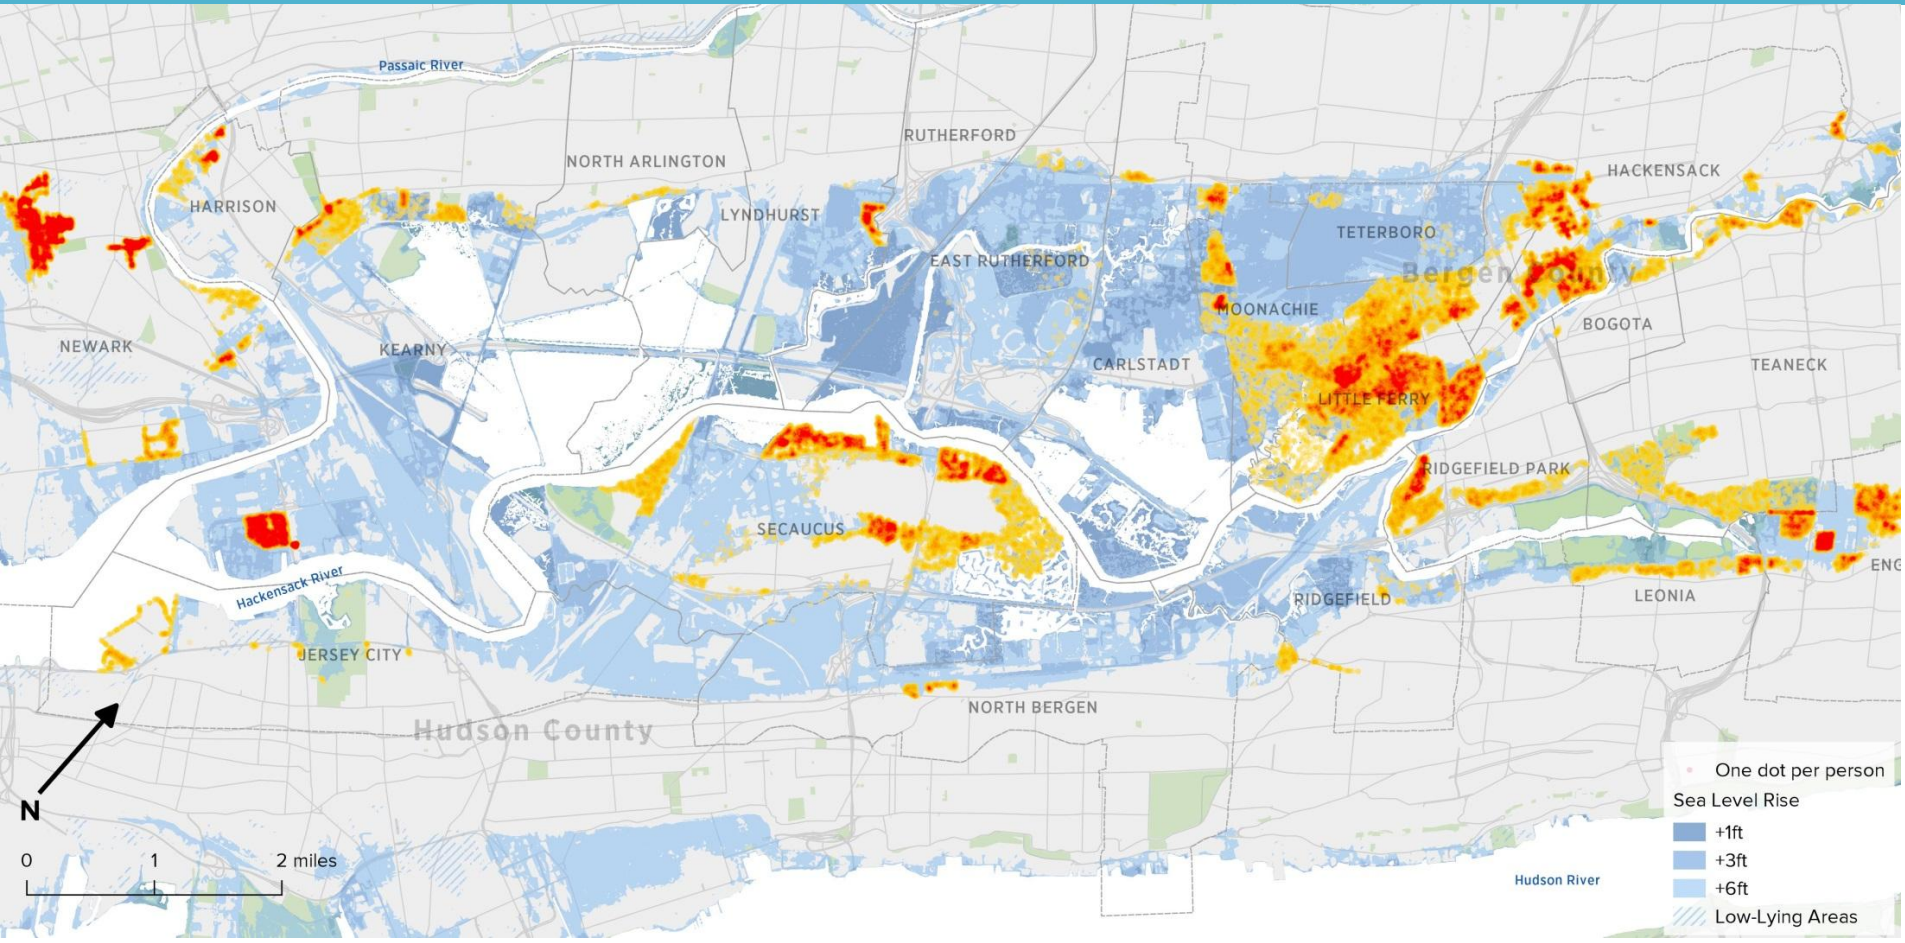 Passaic River
RUTHERFORD
NORTH ARLINGTON
HACKENSACK
HARRISON
LYNDHURST
TETERBORO
EAST RUTHERFORD
Bergen County
MOONACHIE
BOGOTA
NEWARK
KEARNY
CARLSTADT
TEANECK
LITTLE FERRY
RIDGEFIELD PARK
SECAUCUS
ENG
Hackensack River
RIDGEFIELD
LEONIA
JERSEY CITY
NORTH BERGEN
Hudson County
N
0 1 2 miles
Hudson River
One dot per person
Sea Level Rise
+1ft
+3ft
+6ft
Low-Lying Areas